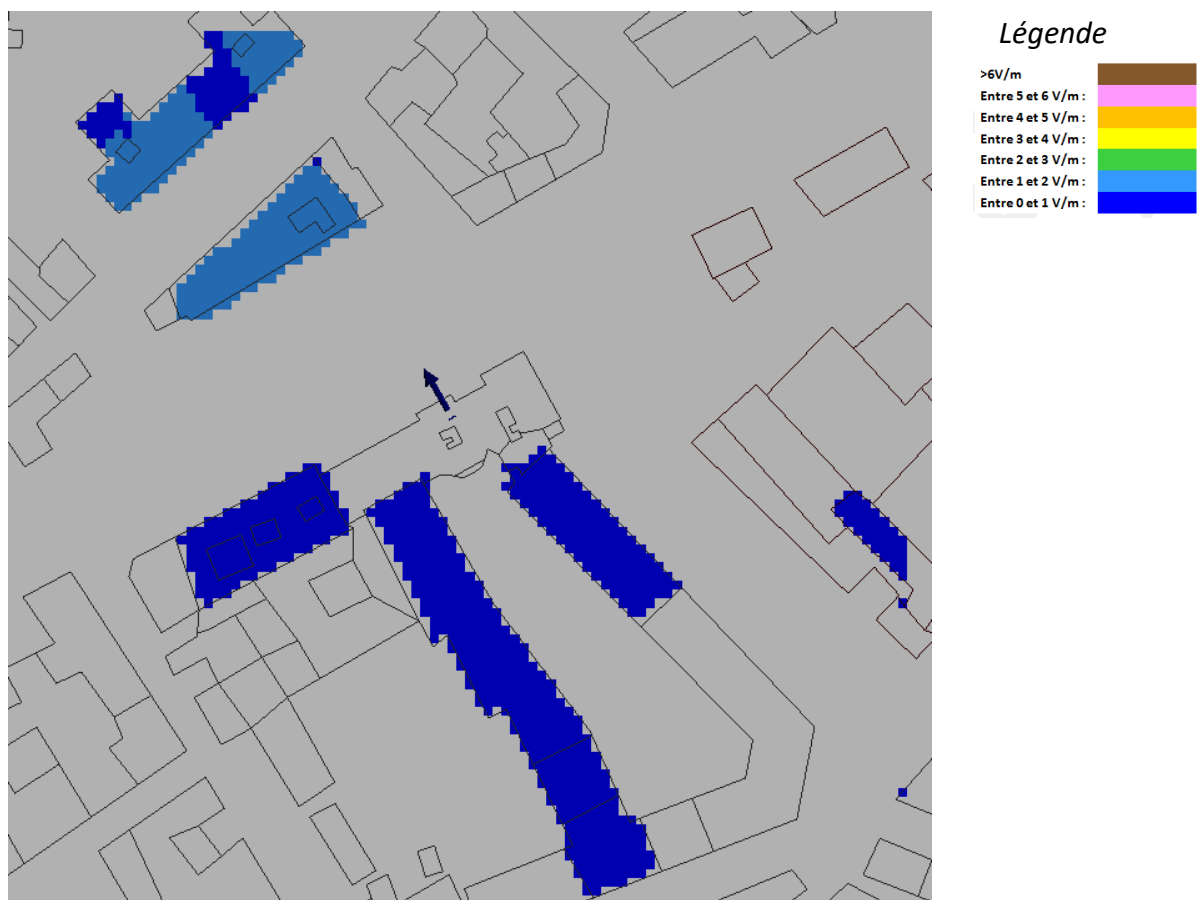 Légende
>6V/m
Entre 5 et 6 V/m :
Entre 4 et 5 V/m :
Entre 3 et 4 V/m :
Entre 2 et 3 V/m :
Entre 1 et 2 V/m :
Entre 0 et 1 V/m :